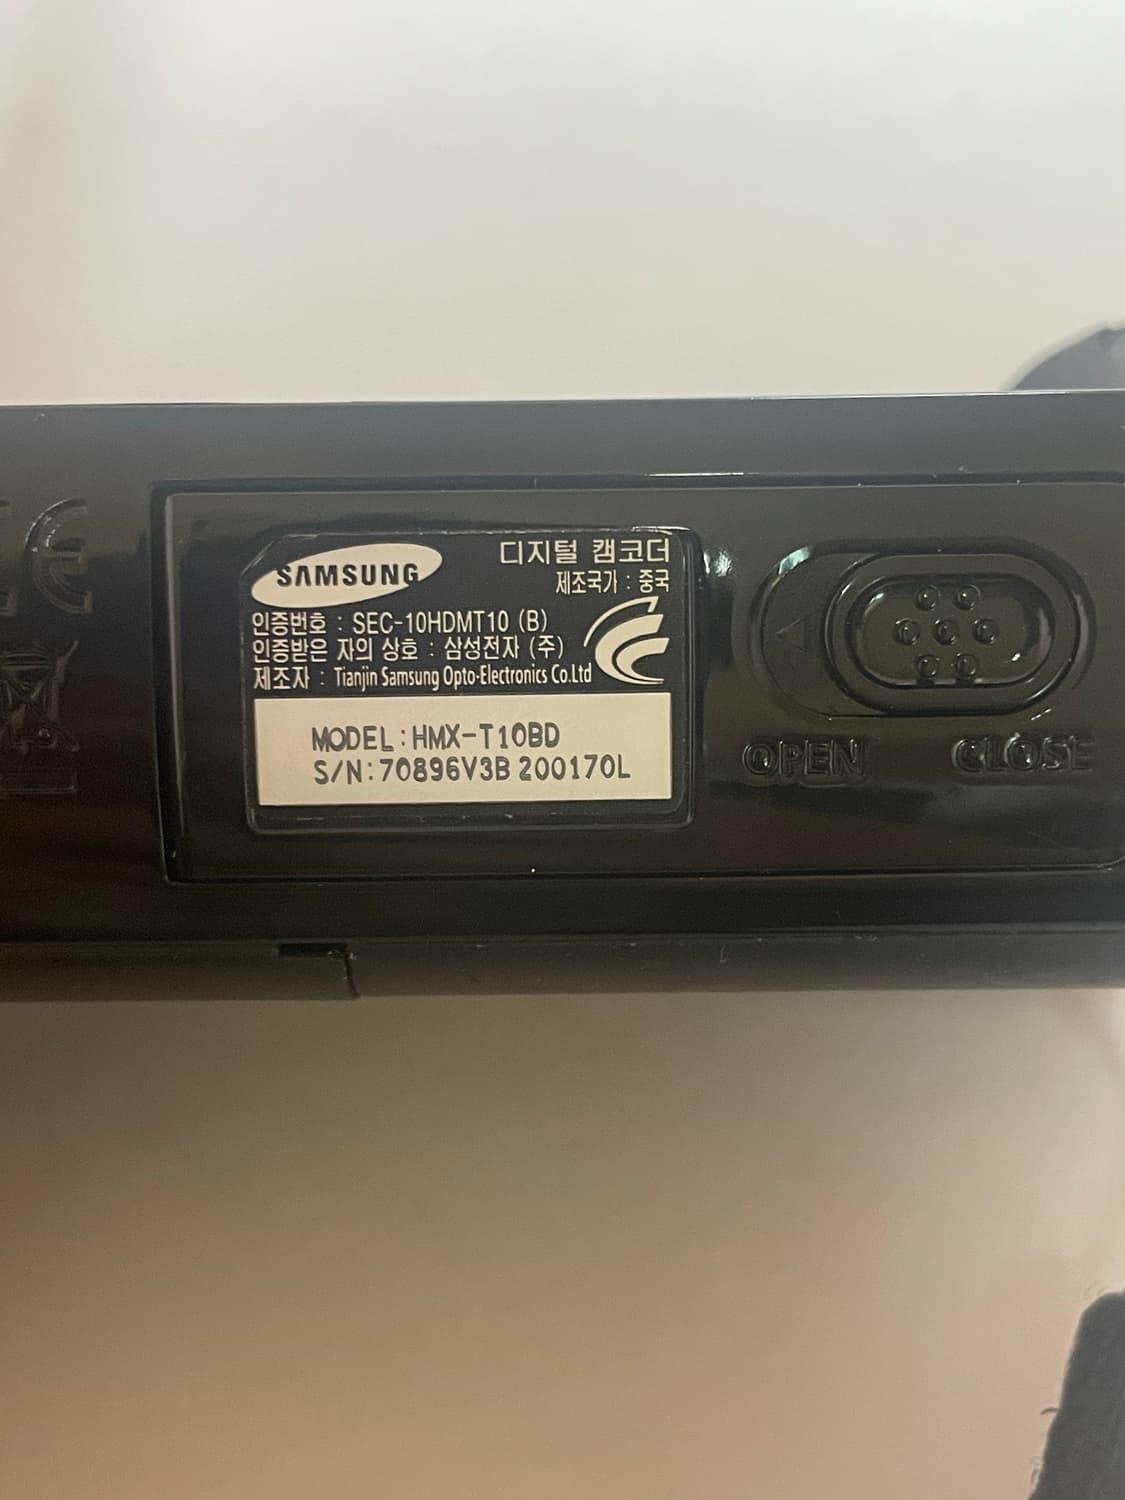 SAMSUNG
디지털 캠코더
제조국가 : 중국
인증번호 : SEC-10HDMT10 (B)
인증받은 자의 상호 : 삼성전자 (주)
제조자 : Tianjin Samsung Opto-Electronics Co.Ltd
MODEL:HMX-T10BD
S/N:70896V3B200170L
OPEN CLOSE
CE